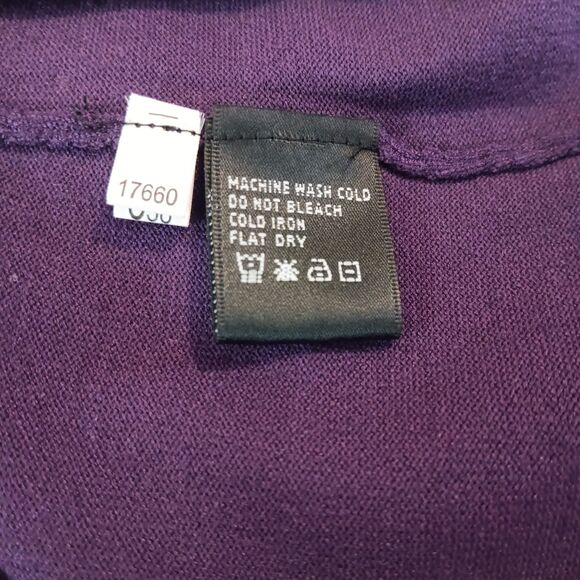 17660
MACHINE WASH COLD
DO NOT BLEACH
COLD IRON
FLAT DRY